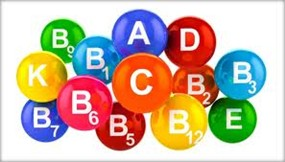 A D
B₉ B₁ B₃
K C B₂
B₆
B₇ B₅ B₁₂ E